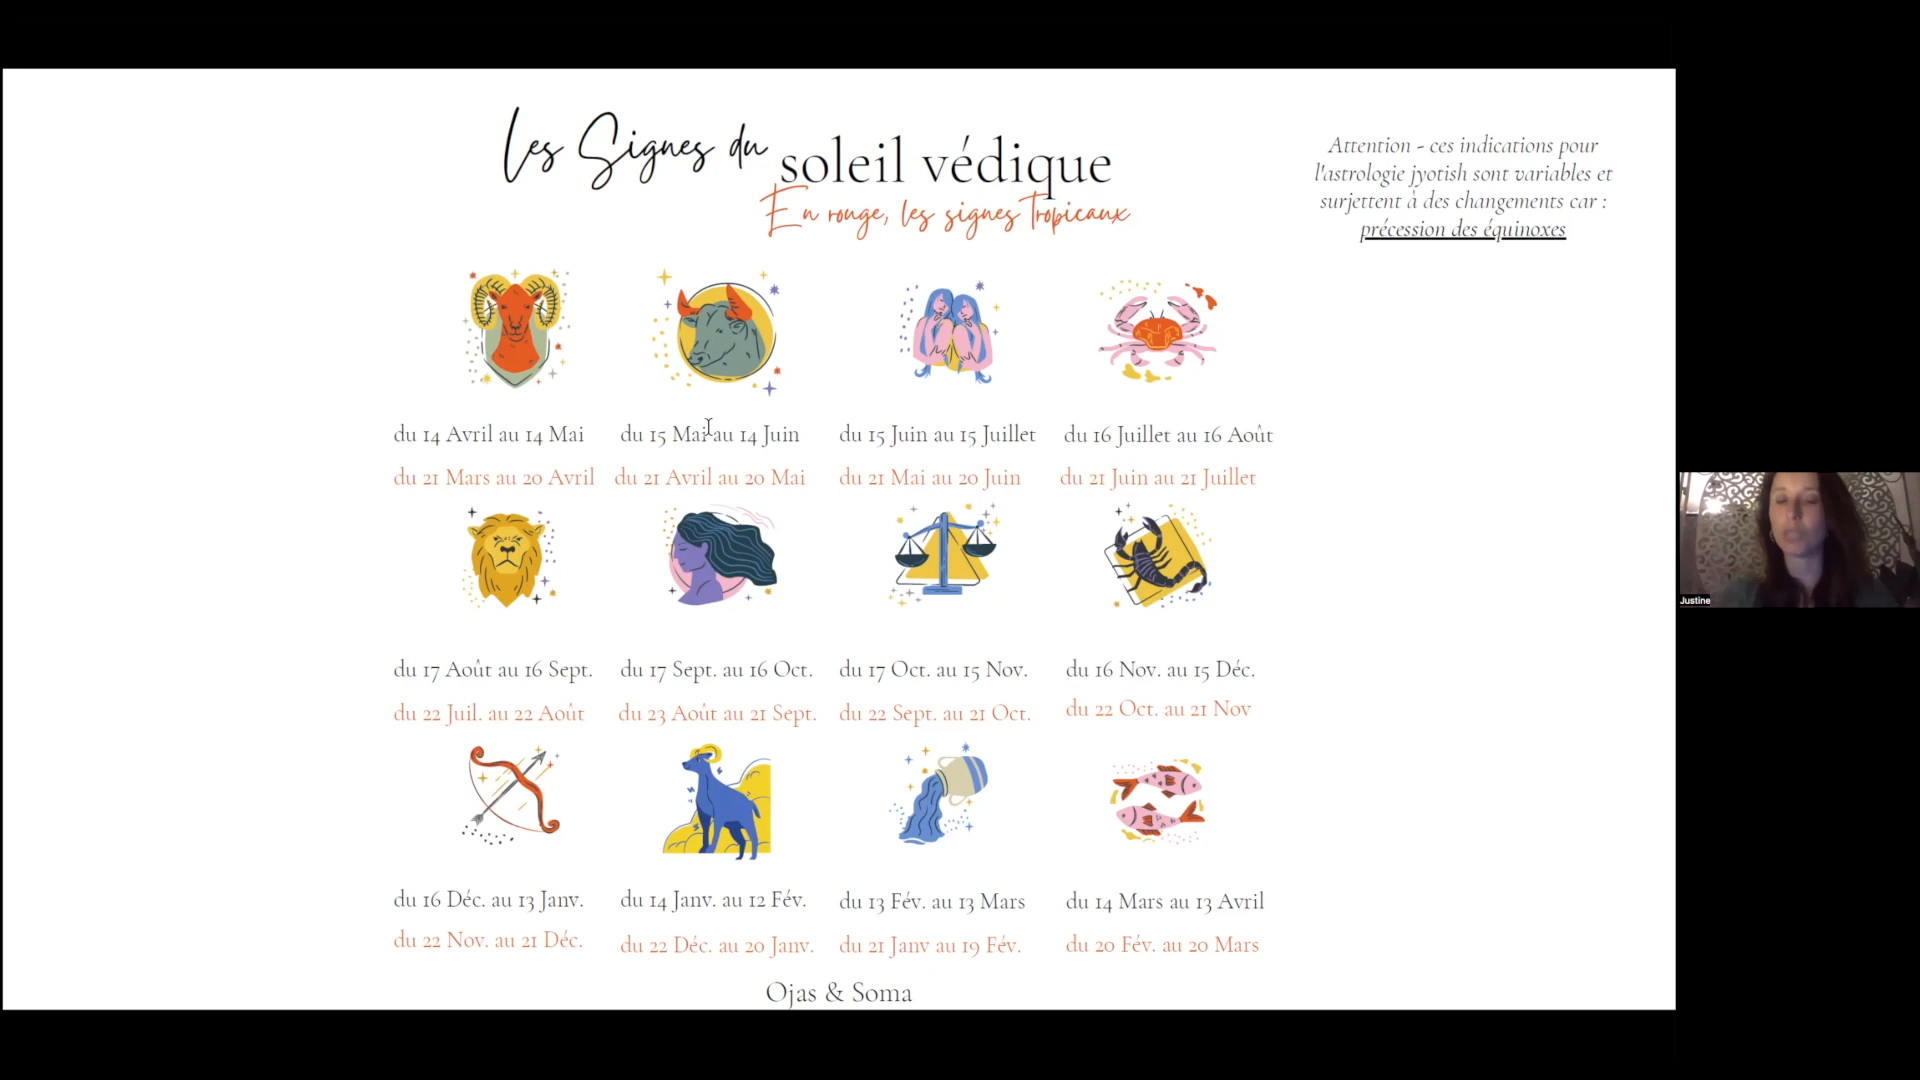 Les Signes du soleil védique
En rouge, les signes Tropicaux
Attention - ces indications pour
l'astrologie jyotish sont variables et
surjettent à des changements car :
précession des équinoxes
du 14 Avril au 14 Mai
du 15 Mai au 14 Juin
du 15 Juin au 15 Juillet
du 16 Juillet au 16 Août
du 21 Mars au 20 Avril
du 21 Avril au 20 Mai
du 21 Mai au 20 Juin
du 21 Juin au 21 Juillet
du 17 Août au 16 Sept.
du 17 Sept. au 16 Oct.
du 17 Oct. au 15 Nov.
du 16 Nov. au 15 Déc.
du 22 Juil. au 22 Août
du 23 Août au 21 Sept.
du 22 Sept. au 21 Oct.
du 22 Oct. au 21 Nov
du 16 Déc. au 13 Janv.
du 14 Janv. au 12 Fév.
du 13 Fév. au 13 Mars
du 14 Mars au 13 Avril
du 22 Nov. au 21 Déc.
du 22 Déc. au 20 Janv.
du 21 Janv au 19 Fév.
du 20 Fév. au 20 Mars
Ojas & Soma
Justine